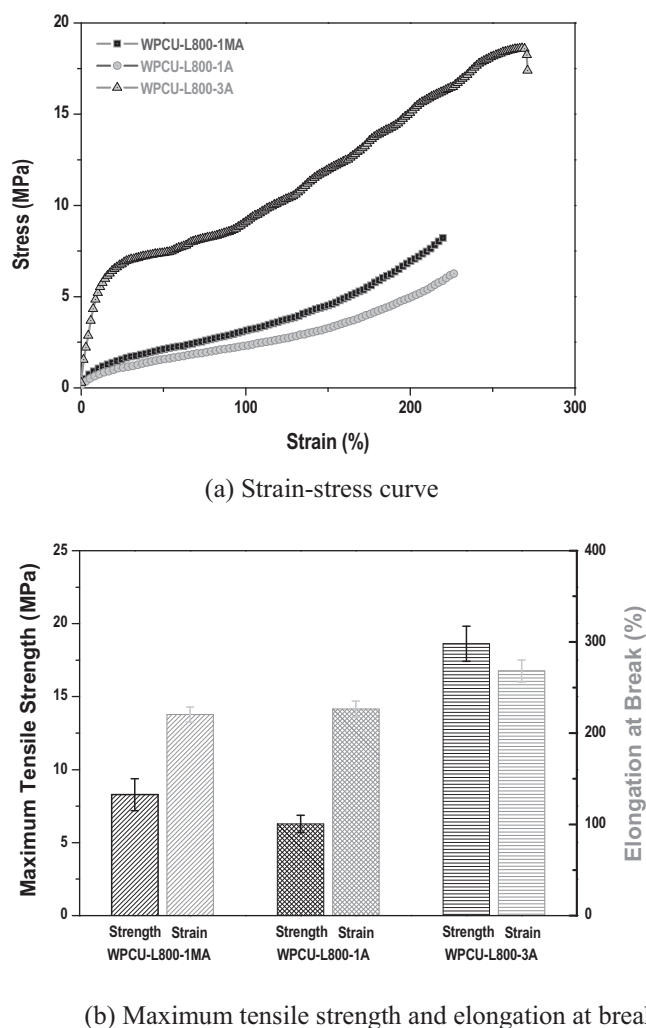 20
15
10
5
0
Stress (MPa)
WPCU-L800-1MA
WPCU-L800-1A
WPCU-L800-3A
0 100 200 300
Strain (%)
(a) Strain-stress curve
25
20
15
10
5
0
Maximum Tensile Strength (MPa)
400
300
200
100
0
Elongation at Break (%)
Strength Strain Strength Strain Strength Strain
WPCU-L800-1MA WPCU-L800-1A WPCU-L800-3A
(b) Maximum tensile strength and elongation at brea